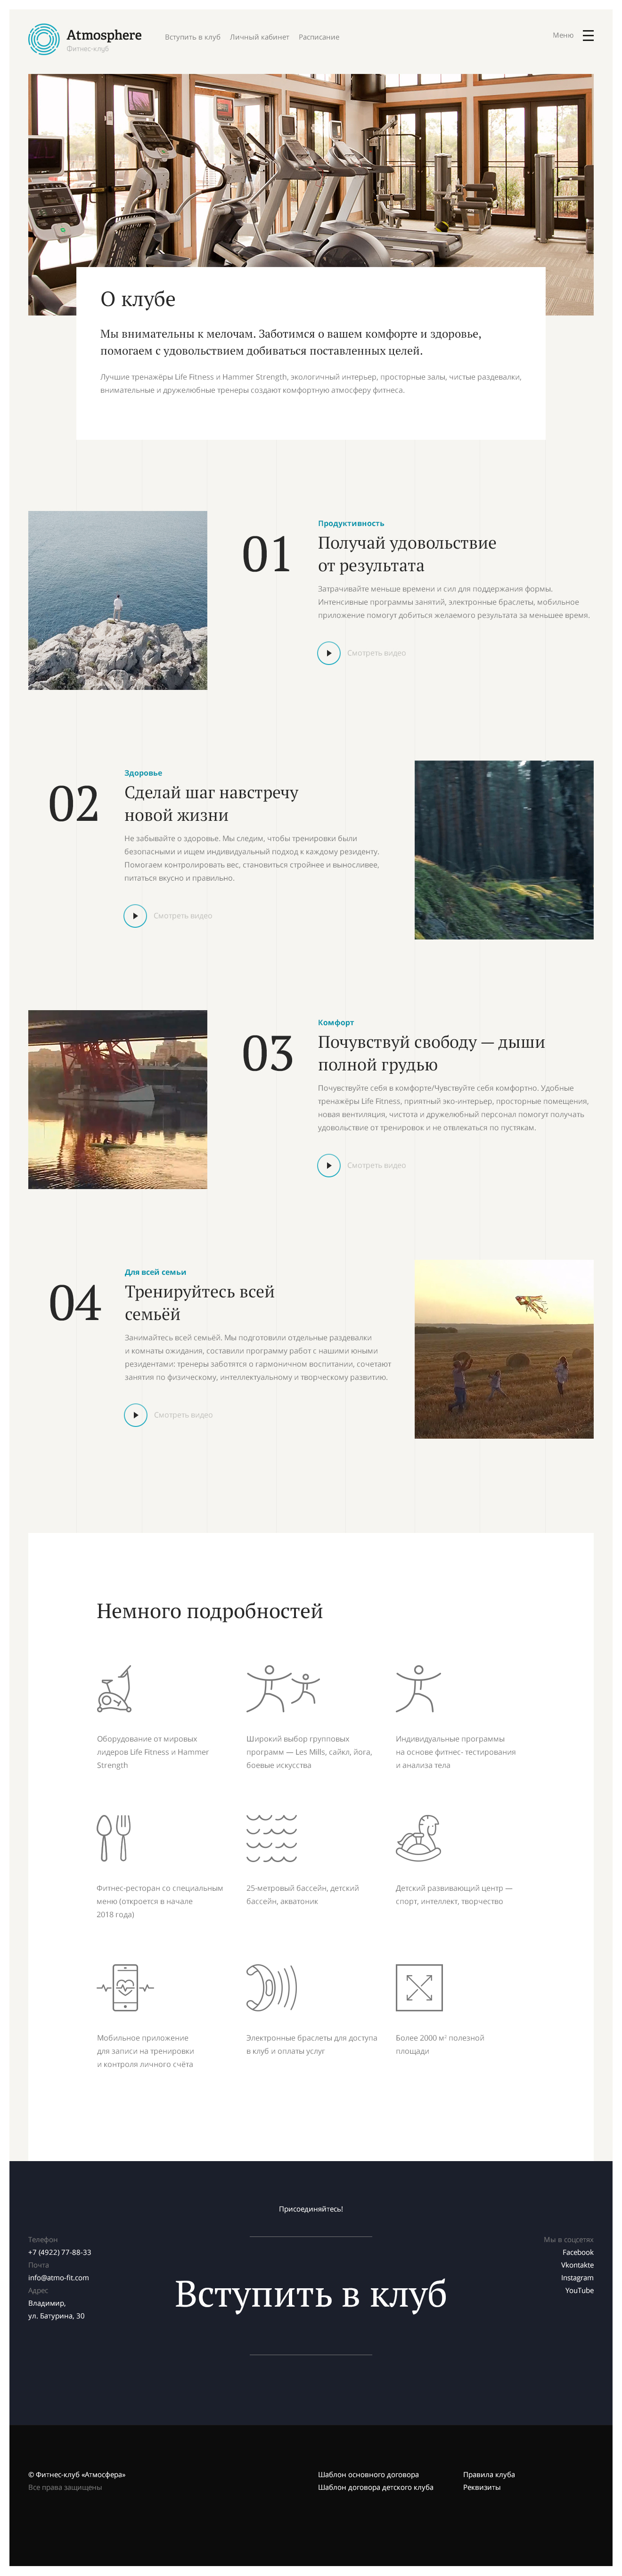 Atmosphere
Фитнес-клуб
Вступить в клуб
Личный кабинет
Расписание
Меню
О клубе
Мы внимательны к мелочам. Заботимся о вашем комфорте и здоровье,
помогаем с удовольствием добиваться поставленных целей.
Лучшие тренажёры Life Fitness и Hammer Strength, экологичный интерьер, просторные залы, чистые раздевалки,
внимательные и дружелюбные тренеры создают комфортную атмосферу фитнеса.
01
Продуктивность
Получай удовольствие
от результата
Затрачивайте меньше времени и сил для поддержания формы.
Интенсивные программы занятий, электронные браслеты, мобильное
приложение помогут добиться желаемого результата за меньшее время.
Смотреть видео
02
Здоровье
Сделай шаг навстречу
новой жизни
Не забывайте о здоровье. Мы следим, чтобы тренировки были
безопасными и ищем индивидуальный подход к каждому резиденту.
Помогаем контролировать вес, становиться стройнее и выносливее,
питаться вкусно и правильно.
Смотреть видео
03
Комфорт
Почувствуй свободу — дыши
полной грудью
Почувствуйте себя в комфорте/Чувствуйте себя комфортно. Удобные
тренажёры Life Fitness, приятный эко-интерьер, просторные помещения,
новая вентиляция, чистота и дружелюбный персонал помогут получать
удовольствие от тренировок и не отвлекаться по пустякам.
Смотреть видео
04
Для всей семьи
Тренируйтесь всей
семьёй
Занимайтесь всей семьёй. Мы подготовили отдельные раздевалки
и комнаты ожидания, составили программу работ с нашими юными
резидентами: тренеры заботятся о гармоничном воспитании, сочетают
занятия по физическому, интеллектуальному и творческому развитию.
Смотреть видео
Немного подробностей
Оборудование от мировых
лидеров Life Fitness и Hammer
Strength
Широкий выбор групповых
программ — Les Mills, сайкл, йога,
боевые искусства
Индивидуальные программы
на основе фитнес- тестирования
и анализа тела
Фитнес-ресторан со специальным
меню (откроется в начале
2018 года)
25-метровый бассейн, детский
бассейн, акватоник
Детский развивающий центр —
спорт, интеллект, творчество
Мобильное приложение
для записи на тренировки
и контроля личного счёта
Электронные браслеты для доступа
в клуб и оплаты услуг
Более 2000 м² полезной
площади
Присоединяйтесь!
Вступить в клуб
Телефон
+7 (4922) 77-88-33
Почта
info@atmo-fit.com
Адрес
Владимир,
ул. Батурина, 30
Мы в соцсетях
Facebook
Vkontakte
Instagram
YouTube
© Фитнес-клуб «Атмосфера»
Все права защищены
Шаблон основного договора
Шаблон договора детского клуба
Правила клуба
Реквизиты